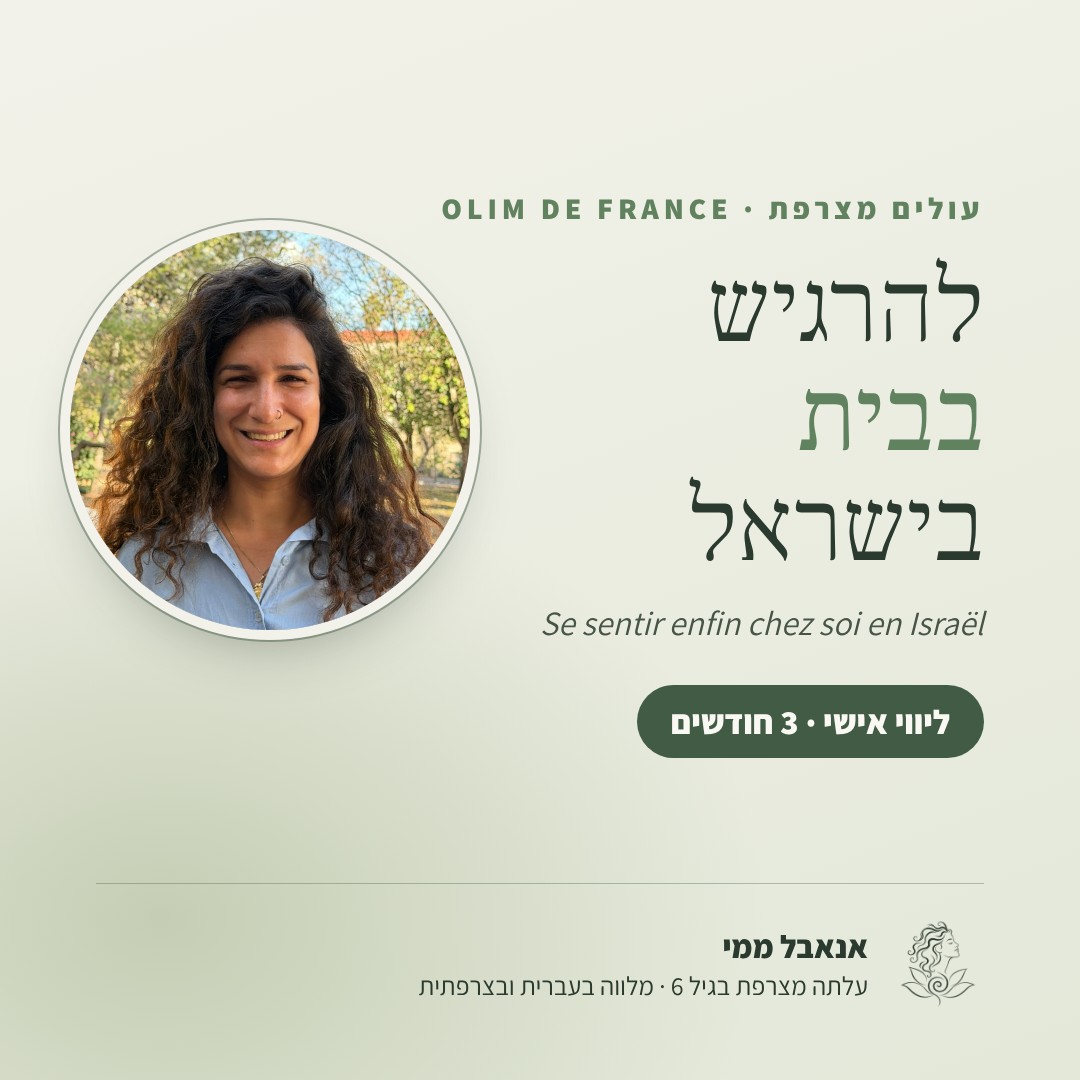 עולים מצרפת · OLIM DE FRANCE
להרגיש
בבית
בישראל
Se sentir enfin chez soi en Israël
ליווי אישי · 3 חודשים
אנאבל ממי
עלתה מצרפת בגיל 6 · מלווה בעברית ובצרפתית